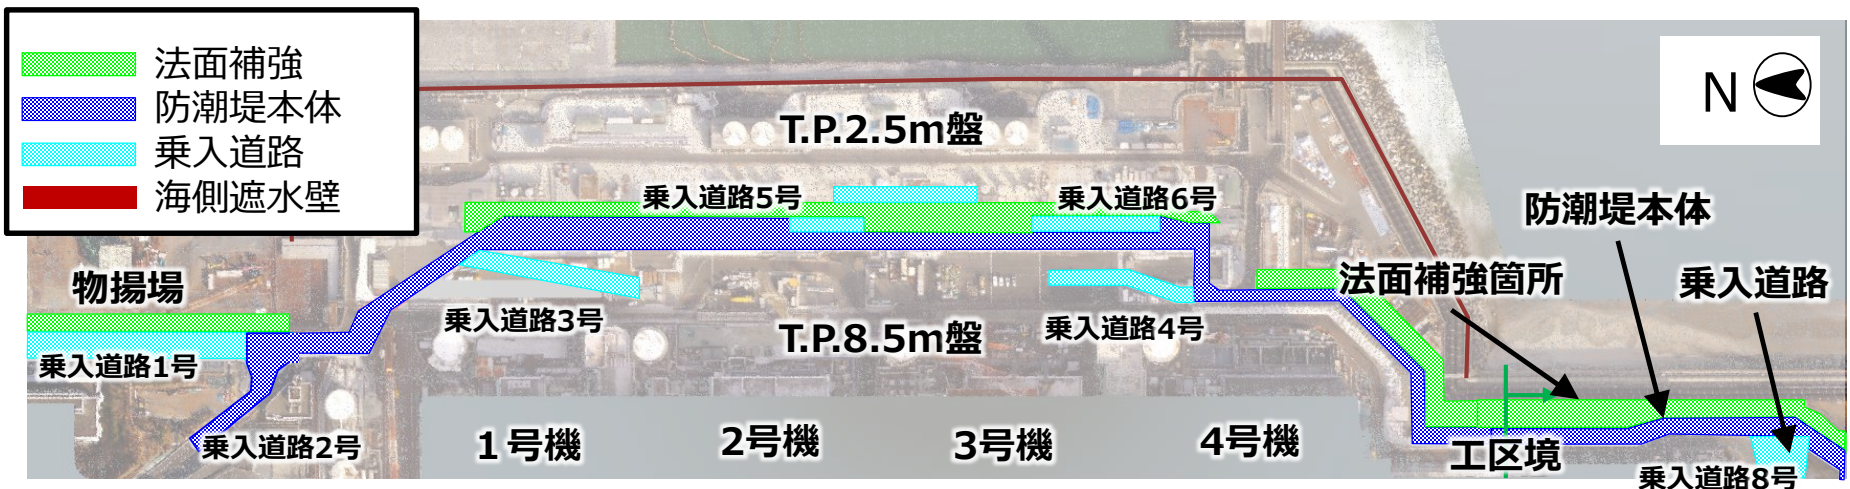 法面補強
防潮堤本体
乗入道路
海側遮水壁
N
T.P.2.5m盤
乗入道路5号
乗入道路6号
防潮堤本体
物揚場
法面補強箇所
乗入道路
乗入道路3号
T.P.8.5m盤
乗入道路4号
乗入道路1号
乗入道路2号
1号機
2号機
3号機
4号機
工区境
乗入道路8号